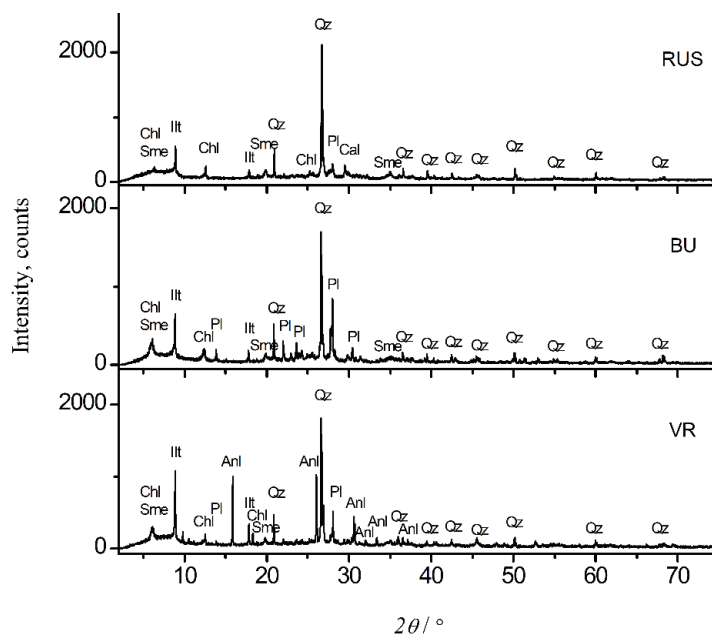 Qz
2000
RUS
Ilt
Chl
Sme
Chl
Ilt
Sme
Qz
Chl
Pl
Cal
Sme
Qz
Qz
Qz
Qz
Qz
Qz
Qz
Qz
0
2000
Qz
BU
Ilt
Chl
Sme
Chl
Pl
Ilt
Sme
Qz
Pl
Pl
Pl
Pl
Sme
Qz
Qz
Qz
Qz
Qz
Qz
Qz
Qz
0
Intensity, counts
2000
Qz
VR
Ilt
Chl
Sme
Chl
Pl
Anl
Ilt
Chl
Sme
Qz
Anl
Pl
Anl
Anl
Anl
Qz
Anl
Qz
Qz
Qz
Qz
Qz
Qz
0
10 20 30 40 50 60 70
2θ / °